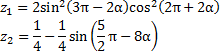 z₁ = 2sin²(3π − 2α)cos²(2π + 2α)
z₂ = 1/4 − 1/4 sin(5/2 π − 8α)